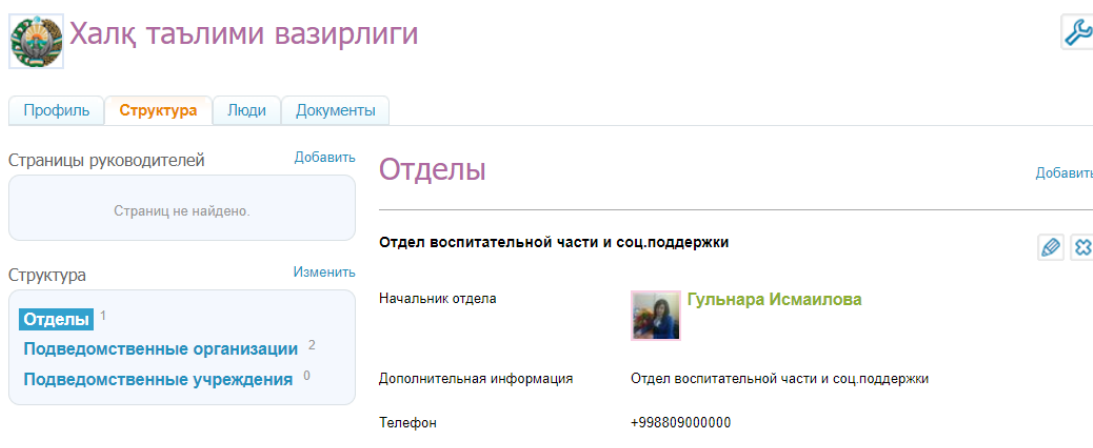 Халқ таълими вазирлиги
Профиль Структура Люди Документы
Страницы руководителей Добавить
Страниц не найдено.
Структура Изменить
Отделы 1
Подведомственные организации 2
Подведомственные учреждения 0
Отделы Добавить
Отдел воспитательной части и соц.поддержки
Начальник отдела Гульнара Исмаилова
Дополнительная информация Отдел воспитательной части и соц.поддержки
Телефон +998809000000